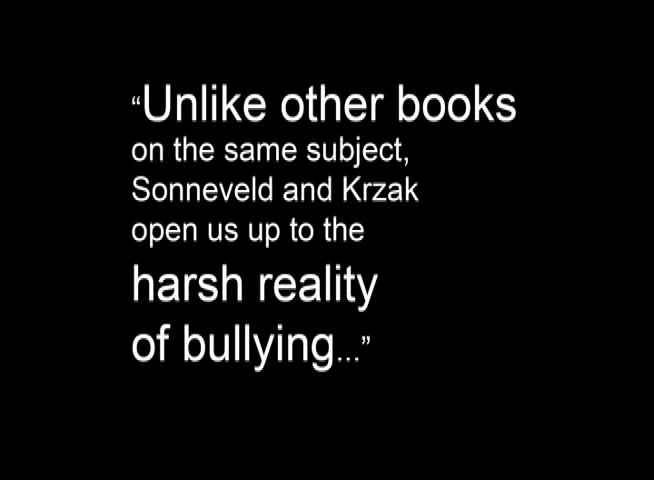 “Unlike other books
on the same subject,
Sonneveld and Krzak
open us up to the
harsh reality
of bullying...”